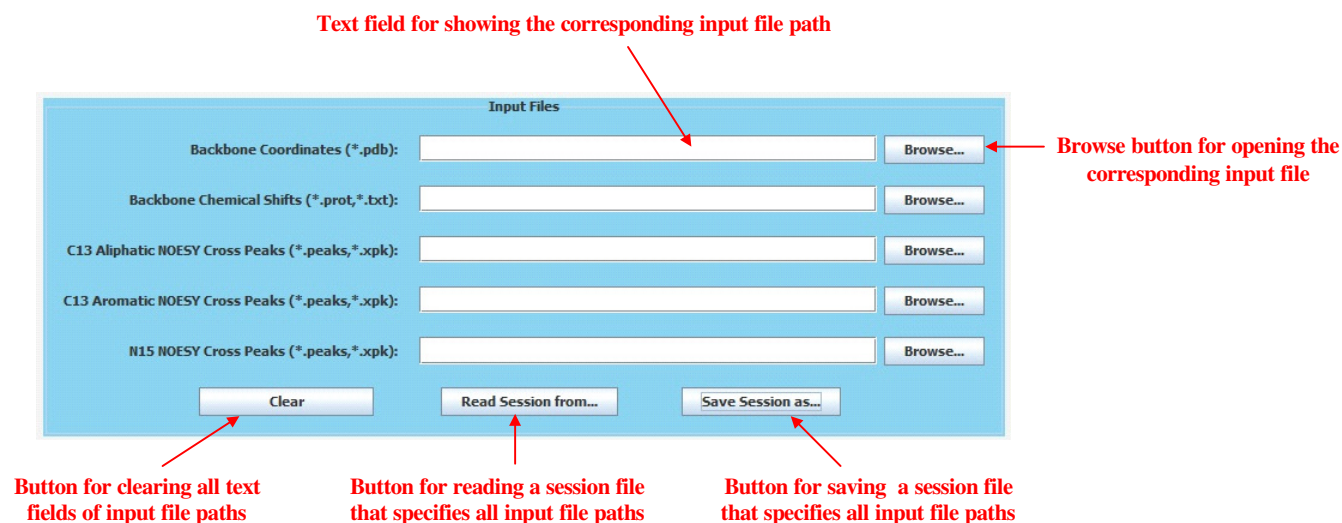 Text field for showing the corresponding input file path
Input Files
Backbone Coordinates (*.pdb):
Browse...
Browse button for opening the
corresponding input file
Backbone Chemical Shifts (*.prot,*.txt):
Browse...
C13 Aliphatic NOESY Cross Peaks (*.peaks,*.xpk):
Browse...
C13 Aromatic NOESY Cross Peaks (*.peaks,*.xpk):
Browse...
N15 NOESY Cross Peaks (*.peaks,*.xpk):
Browse...
Clear
Read Session from...
Save Session as...
Button for clearing all text
fields of input file paths
Button for reading a session file
that specifies all input file paths
Button for saving  a session file
that specifies all input file paths